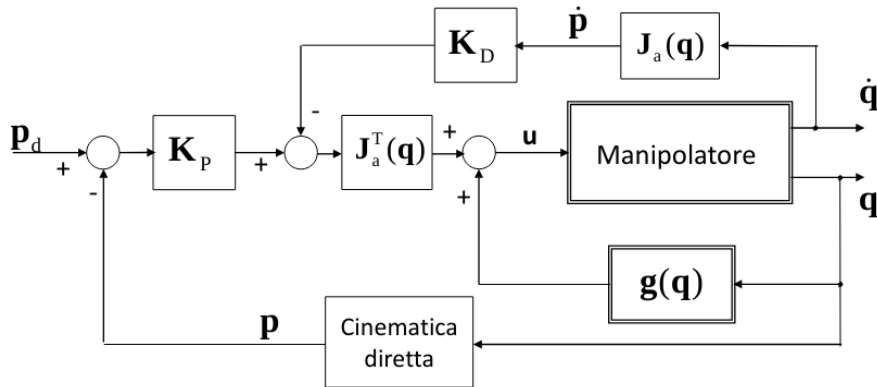 ṗ
K_D
J_a(q)
q̇
p_d
+
-
K_P
+
-
J_a^T(q)
+
+
u
Manipolatore
q
g(q)
p
Cinematica
diretta